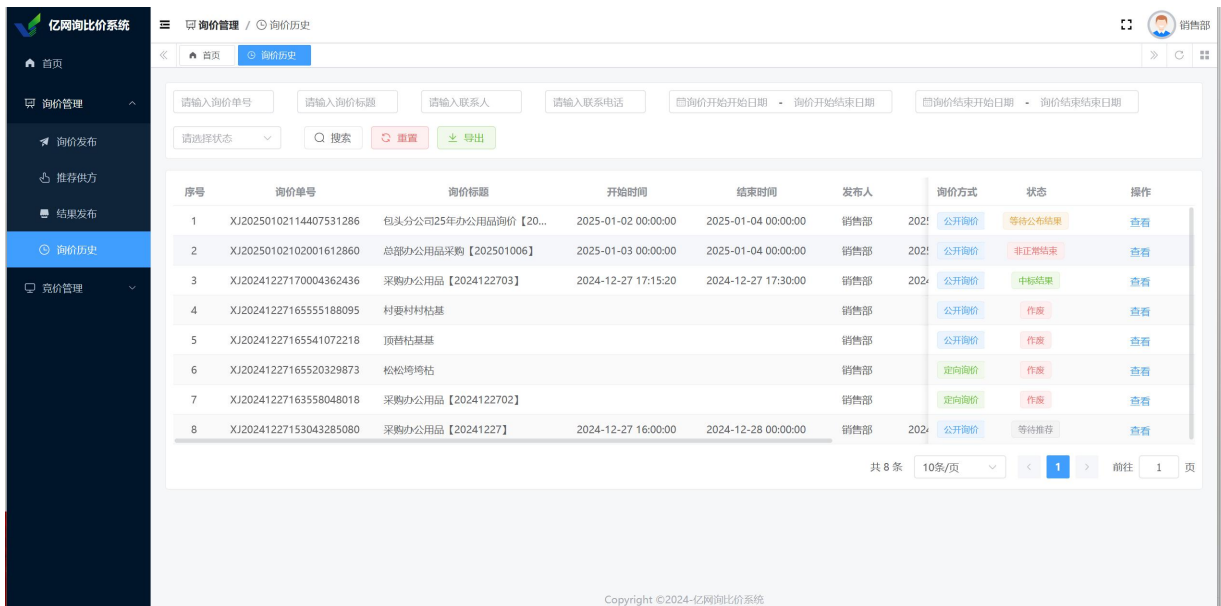 亿网询比价系统
询价管理 / 询价历史
销售部
首页
首页
询价历史
询价管理
请输入询价单号 请输入询价标题 请输入联系人 请输入联系电话 询价开始开始日期 - 询价开始结束日期 询价结束开始日期 - 询价结束结束日期
询价发布
请选择状态 搜索 重置 导出
推荐供方
结果发布
询价历史
竞价管理
序号 询价单号 询价标题 开始时间 结束时间 发布人 询价方式 状态 操作
1 XJ20250102114407531286 包头分公司25年办公用品询价【20... 2025-01-02 00:00:00 2025-01-04 00:00:00 销售部 2025 公开询价 等待公布结果 查看
2 XJ20250102102001612860 总部办公用品采购【202501006】 2025-01-03 00:00:00 2025-01-04 00:00:00 销售部 2025 公开询价 非正常结束 查看
3 XJ20241227170004362436 采购办公用品【2024122703】 2024-12-27 17:15:20 2024-12-27 17:30:00 销售部 2024 公开询价 中标结果 查看
4 XJ20241227165555188095 村要村村枯基 销售部 公开询价 作废 查看
5 XJ20241227165541072218 顶替枯基基 销售部 公开询价 作废 查看
6 XJ20241227165520329873 松松垮垮枯 销售部 定向询价 作废 查看
7 XJ20241227163558048018 采购办公用品【2024122702】 销售部 定向询价 作废 查看
8 XJ20241227153043285080 采购办公用品【20241227】 2024-12-27 16:00:00 2024-12-28 00:00:00 销售部 2024 公开询价 等待推荐 查看
共 8 条 10条/页 1 前往 1 页
Copyright ©2024-亿网询比价系统